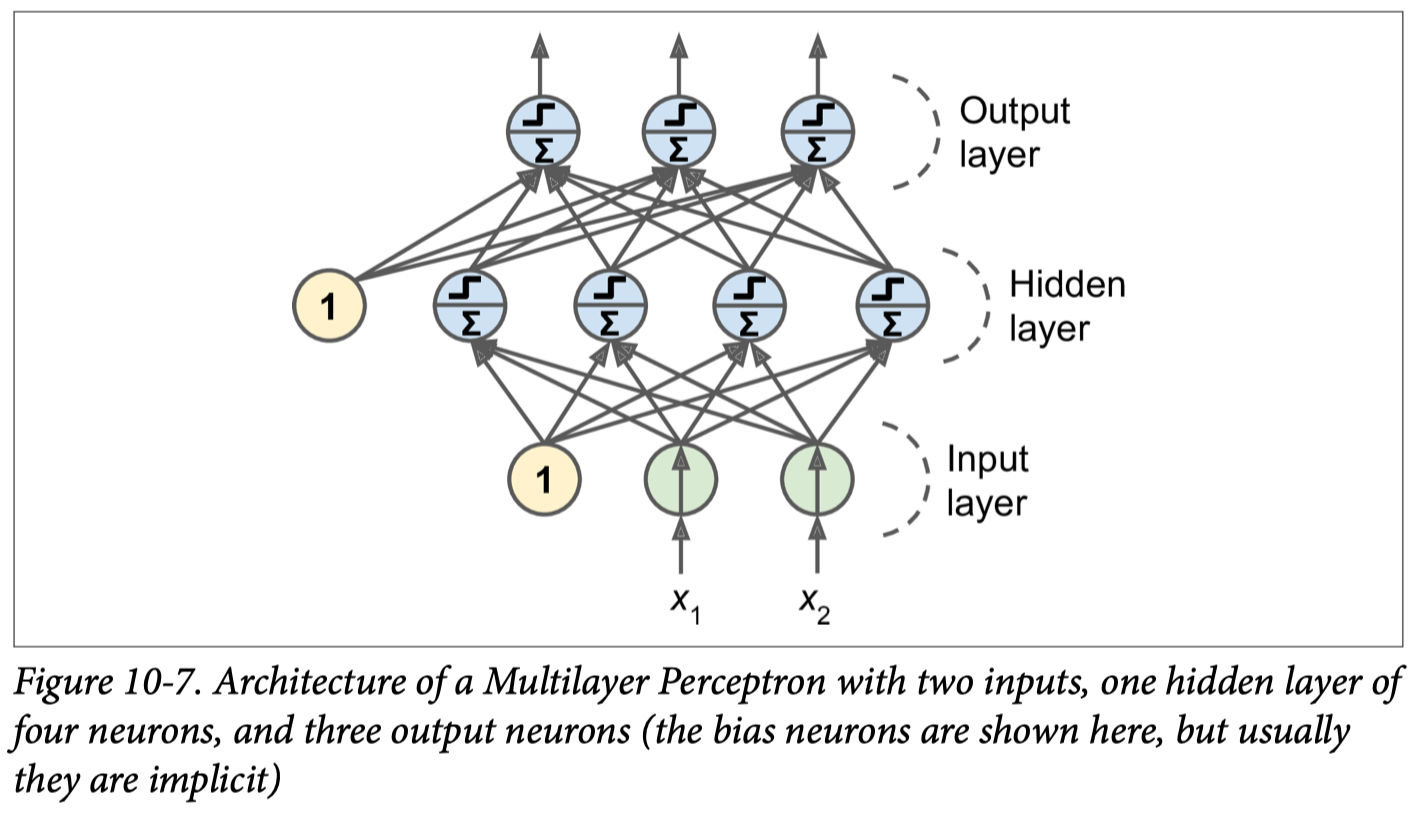 Output
layer
Σ Σ Σ
Hidden
layer
1 Σ Σ Σ Σ
Input
layer
1
x₁ x₂
Figure 10-7. Architecture of a Multilayer Perceptron with two inputs, one hidden layer of
four neurons, and three output neurons (the bias neurons are shown here, but usually
they are implicit)